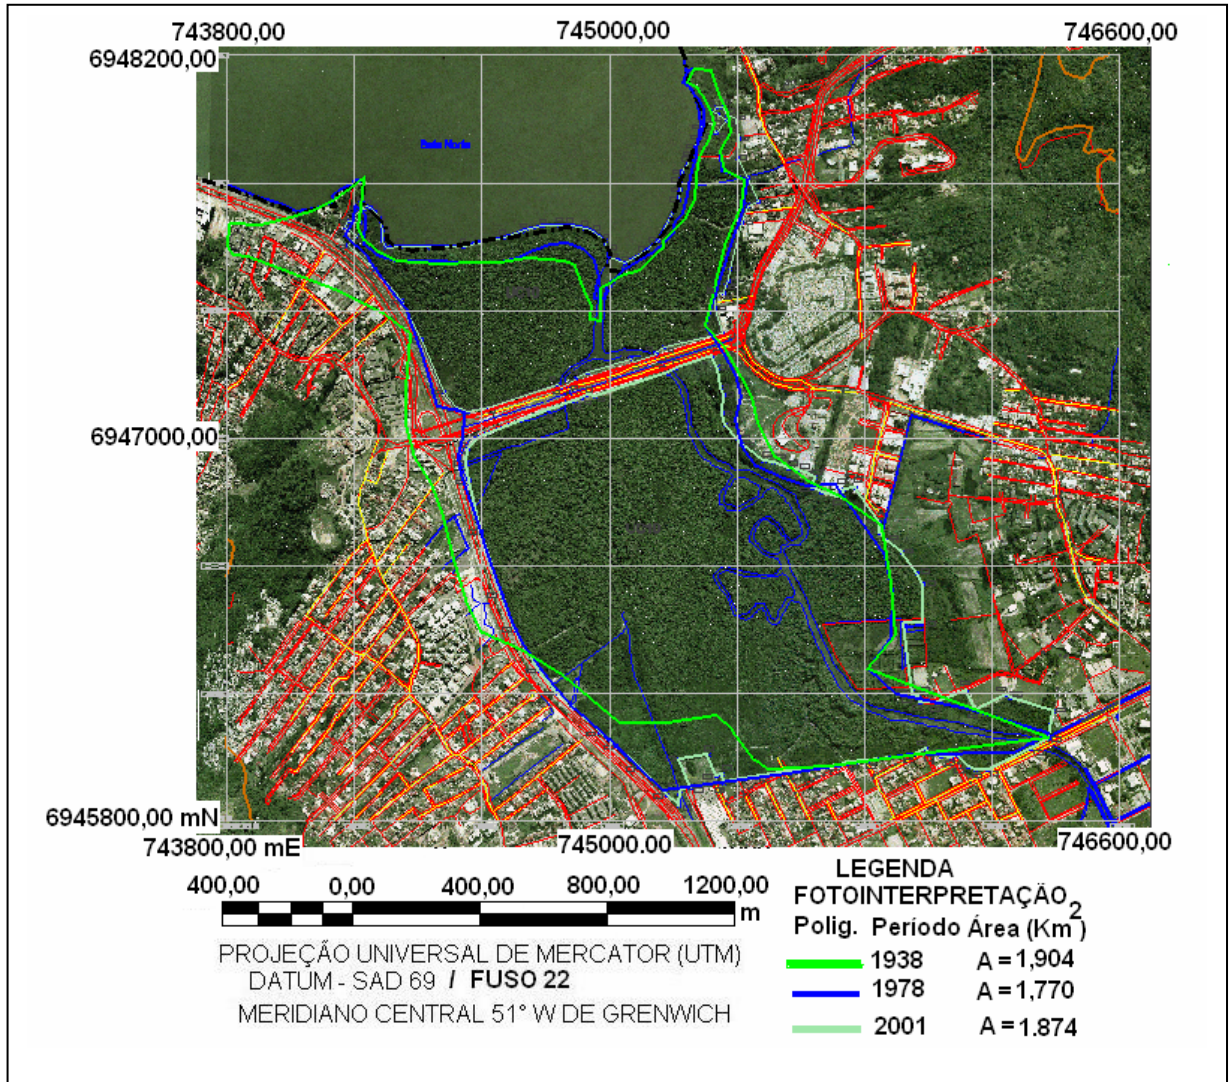 743800,00 745000,00 746600,00
6948200,00
Baia Norte
6947000,00
6945800,00 mN
743800,00 mE 745000.00 746600,00
400,00 0,00 400,00 800,00 1200,00
m
PROJEÇÃO UNIVERSAL DE MERCATOR (UTM)
DATUM - SAD 69 / FUSO 22
MERIDIANO CENTRAL 51° W DE GRENWICH
LEGENDA
FOTOINTERPRETAÇÃO
Polig. Período Área (Km2)
1938 A = 1,904
1978 A = 1,770
2001 A = 1.874